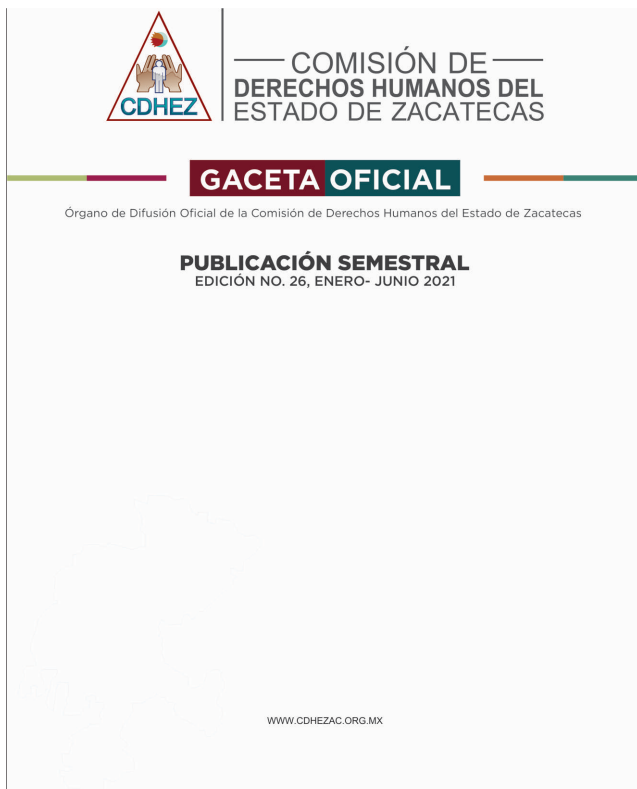 CDHEZ
COMISIÓN DE
DERECHOS HUMANOS DEL
ESTADO DE ZACATECAS
GACETA OFICIAL
Órgano de Difusión Oficial de la Comisión de Derechos Humanos del Estado de Zacatecas
PUBLICACIÓN SEMESTRAL
EDICIÓN NO. 26, ENERO- JUNIO 2021
WWW.CDHEZAC.ORG.MX